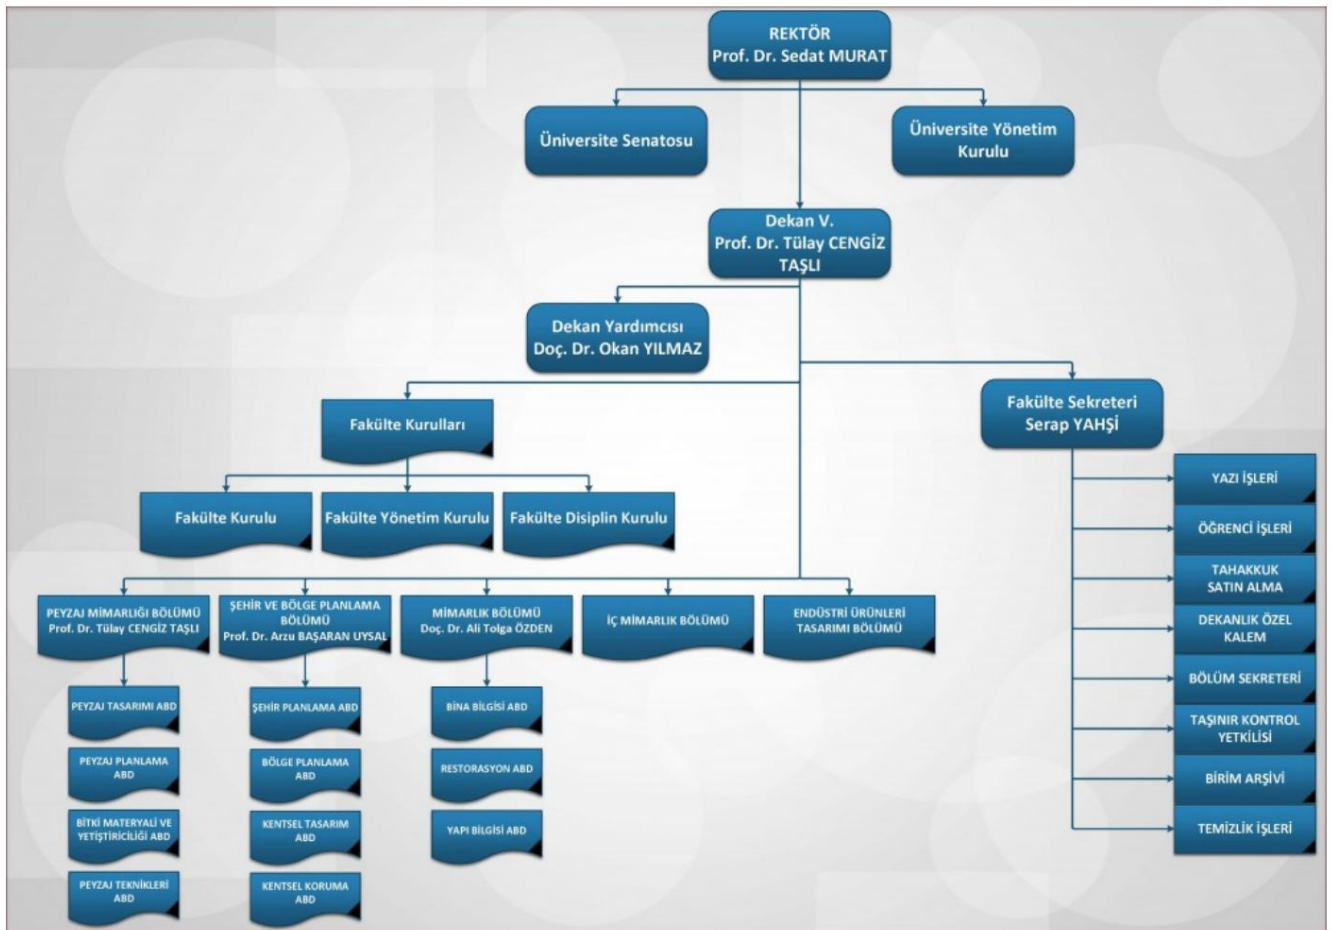 REKTÖR
Prof. Dr. Sedat MURAT
Üniversite Senatosu
Üniversite Yönetim
Kurulu
Dekan V.
Prof. Dr. Tülay CENGİZ
TAŞLI
Dekan Yardımcısı
Doç. Dr. Okan YILMAZ
Fakülte Sekreteri
Serap YAHŞİ
Fakülte Kurulları
Fakülte Kurulu
Fakülte Yönetim Kurulu
Fakülte Disiplin Kurulu
YAZI İŞLERİ
ÖĞRENCİ İŞLERİ
TAHAKKUK
SATIN ALMA
DEKANLIK ÖZEL
KALEM
BÖLÜM SEKRETERİ
TAŞINIR KONTROL
YETKİLİSİ
BİRİM ARŞİVİ
TEMİZLİK İŞLERİ
PEYZAJ MİMARLIĞI BÖLÜMÜ
Prof. Dr. Tülay CENGİZ TAŞLI
PEYZAJ TASARIMI ABD
PEYZAJ PLANLAMA
ABD
BİTKİ MATERYALİ VE
YETİŞTİRİCİLİĞİ ABD
PEYZAJ TEKNİKLERİ
ABD
ŞEHİR VE BÖLGE PLANLAMA
BÖLÜMÜ
Prof. Dr. Arzu BAŞARAN UYSAL
ŞEHİR PLANLAMA ABD
BÖLGE PLANLAMA
ABD
KENTSEL TASARIM
ABD
KENTSEL KORUMA
ABD
MİMARLIK BÖLÜMÜ
Doç. Dr. Ali Tolga ÖZDEN
BİNA BİLGİSİ ABD
RESTORASYON ABD
YAPI BİLGİSİ ABD
İÇ MİMARLIK BÖLÜMÜ
ENDÜSTRİ ÜRÜNLERİ
TASARIMI BÖLÜMÜ